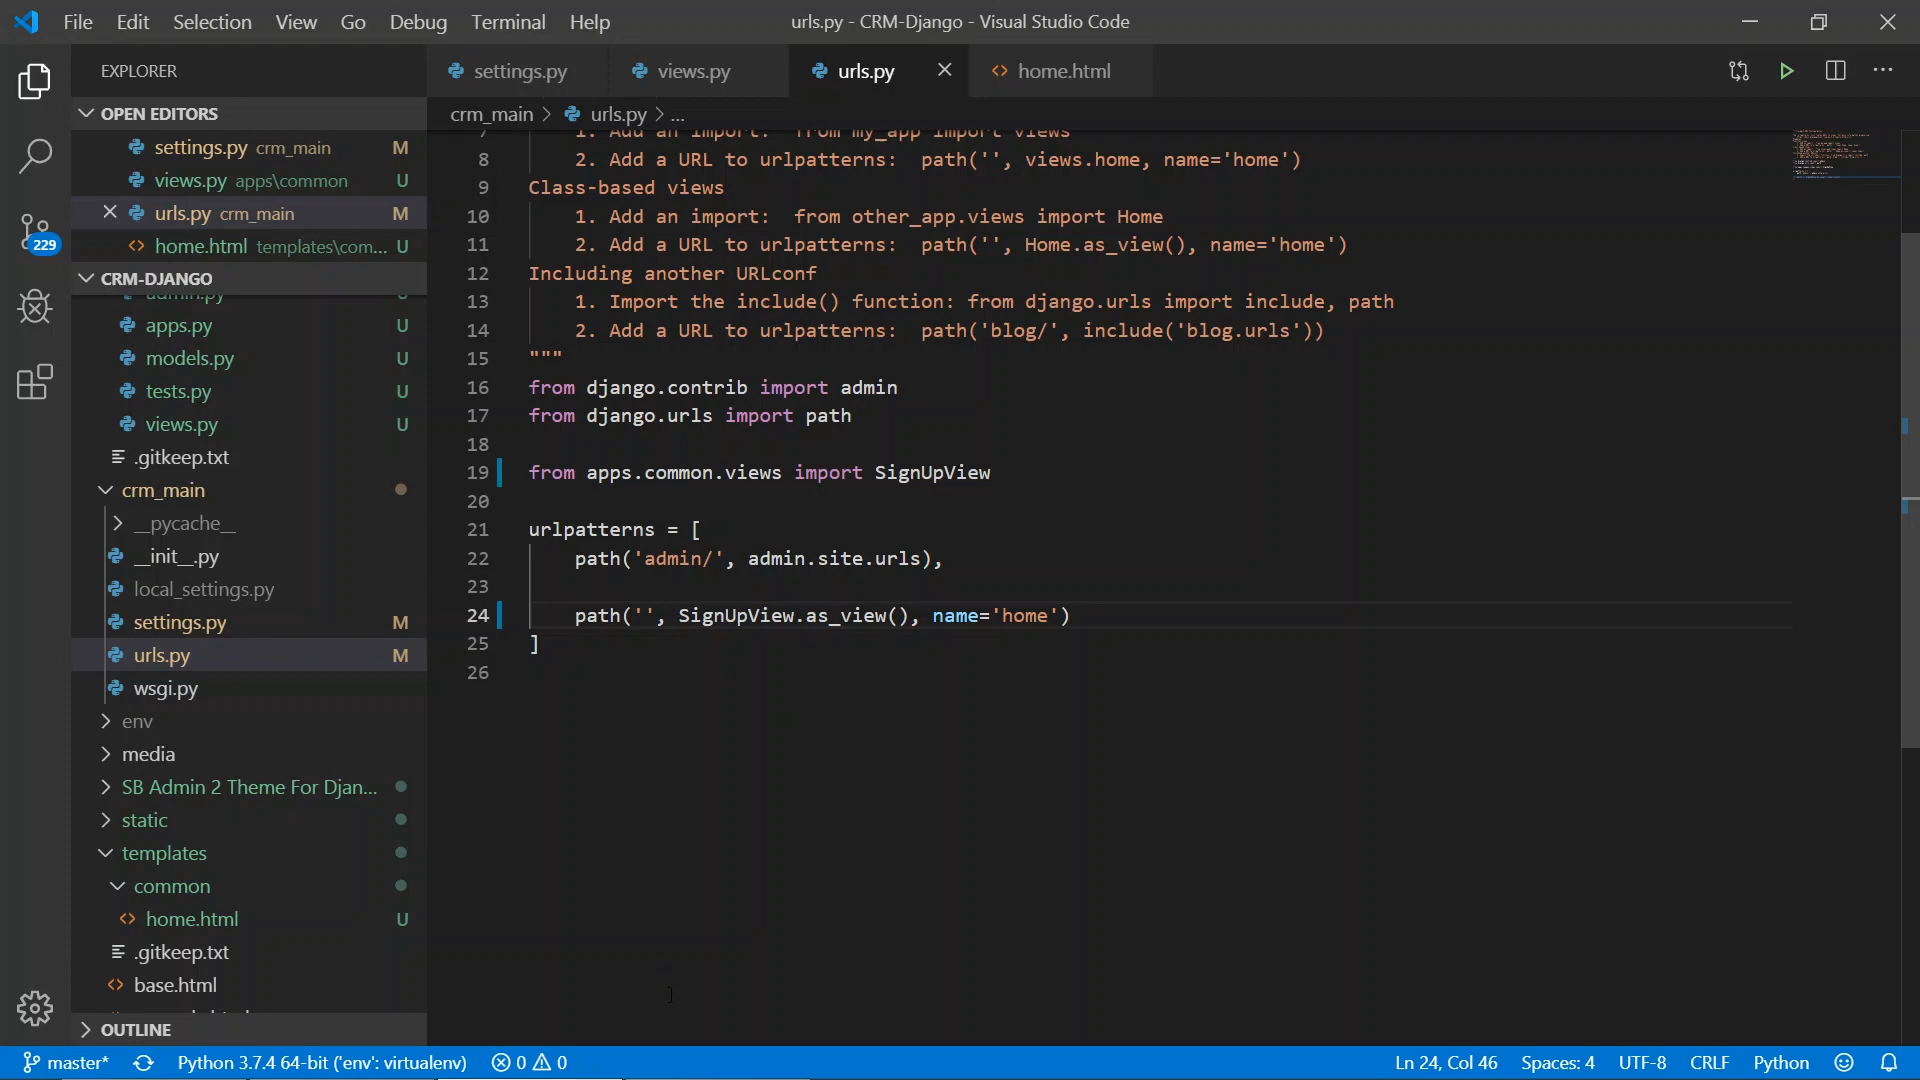 File Edit Selection View Go Debug Terminal Help
urls.py - CRM-Django - Visual Studio Code
EXPLORER
settings.py
views.py
urls.py
home.html
OPEN EDITORS
settings.py crm_main M
views.py apps\common U
urls.py crm_main M
home.html templates\com... U
CRM-DJANGO
admin.py
apps.py U
models.py U
tests.py U
views.py U
.gitkeep.txt
crm_main
__pycache__
__init__.py
local_settings.py
settings.py M
urls.py M
wsgi.py
env
media
SB Admin 2 Theme For Djan...
static
templates
common
home.html U
.gitkeep.txt
base.html
OUTLINE
229
crm_main > urls.py > ...
7 1. Add an import: from my_app import views
8 2. Add a URL to urlpatterns: path('', views.home, name='home')
9 Class-based views
10 1. Add an import: from other_app.views import Home
11 2. Add a URL to urlpatterns: path('', Home.as_view(), name='home')
12 Including another URLconf
13 1. Import the include() function: from django.urls import include, path
14 2. Add a URL to urlpatterns: path('blog/', include('blog.urls'))
15 """
16 from django.contrib import admin
17 from django.urls import path
18
19 from apps.common.views import SignUpView
20
21 urlpatterns = [
22 path('admin/', admin.site.urls),
23
24 path('', SignUpView.as_view(), name='home')
25 ]
26
master* Python 3.7.4 64-bit ('env': virtualenv) 0 0
Ln 24, Col 46 Spaces: 4 UTF-8 CRLF Python